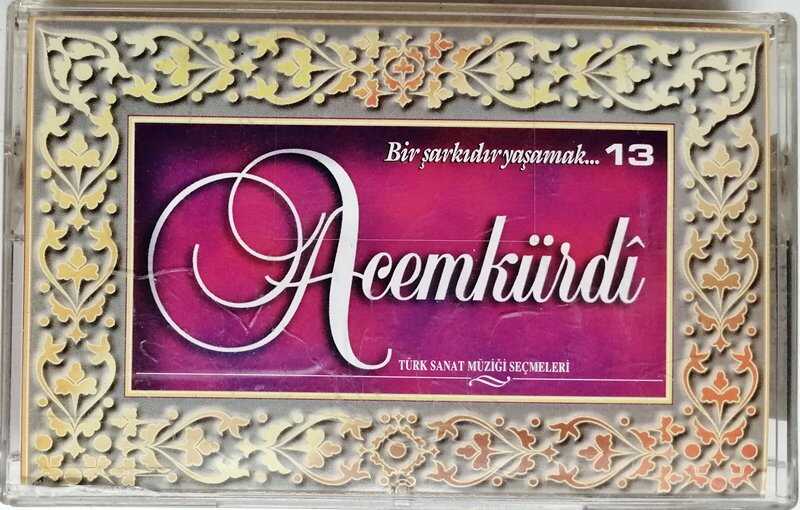 Bir şarkıdır yaşamak... 13
Acemkürdî
TÜRK SANAT MÜZİĞİ SEÇMELERİ